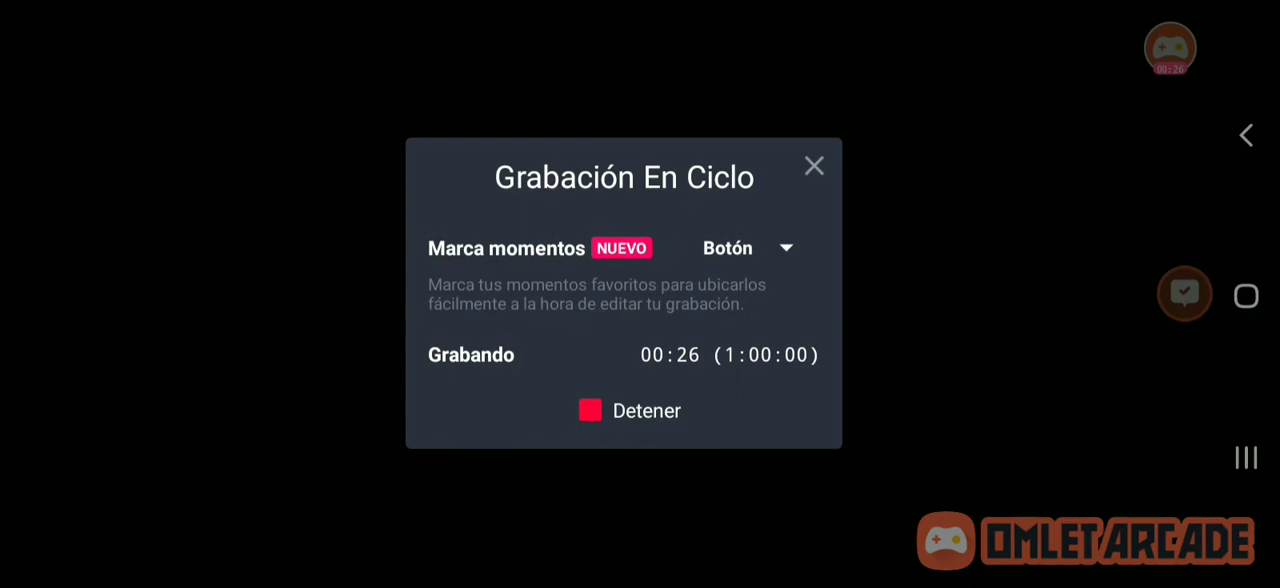 00:26
Grabación En Ciclo
Marca momentos NUEVO Botón
Marca tus momentos favoritos para ubicarlos
fácilmente a la hora de editar tu grabación.
Grabando 00:26 (1:00:00)
Detener
OMLET ARCADE